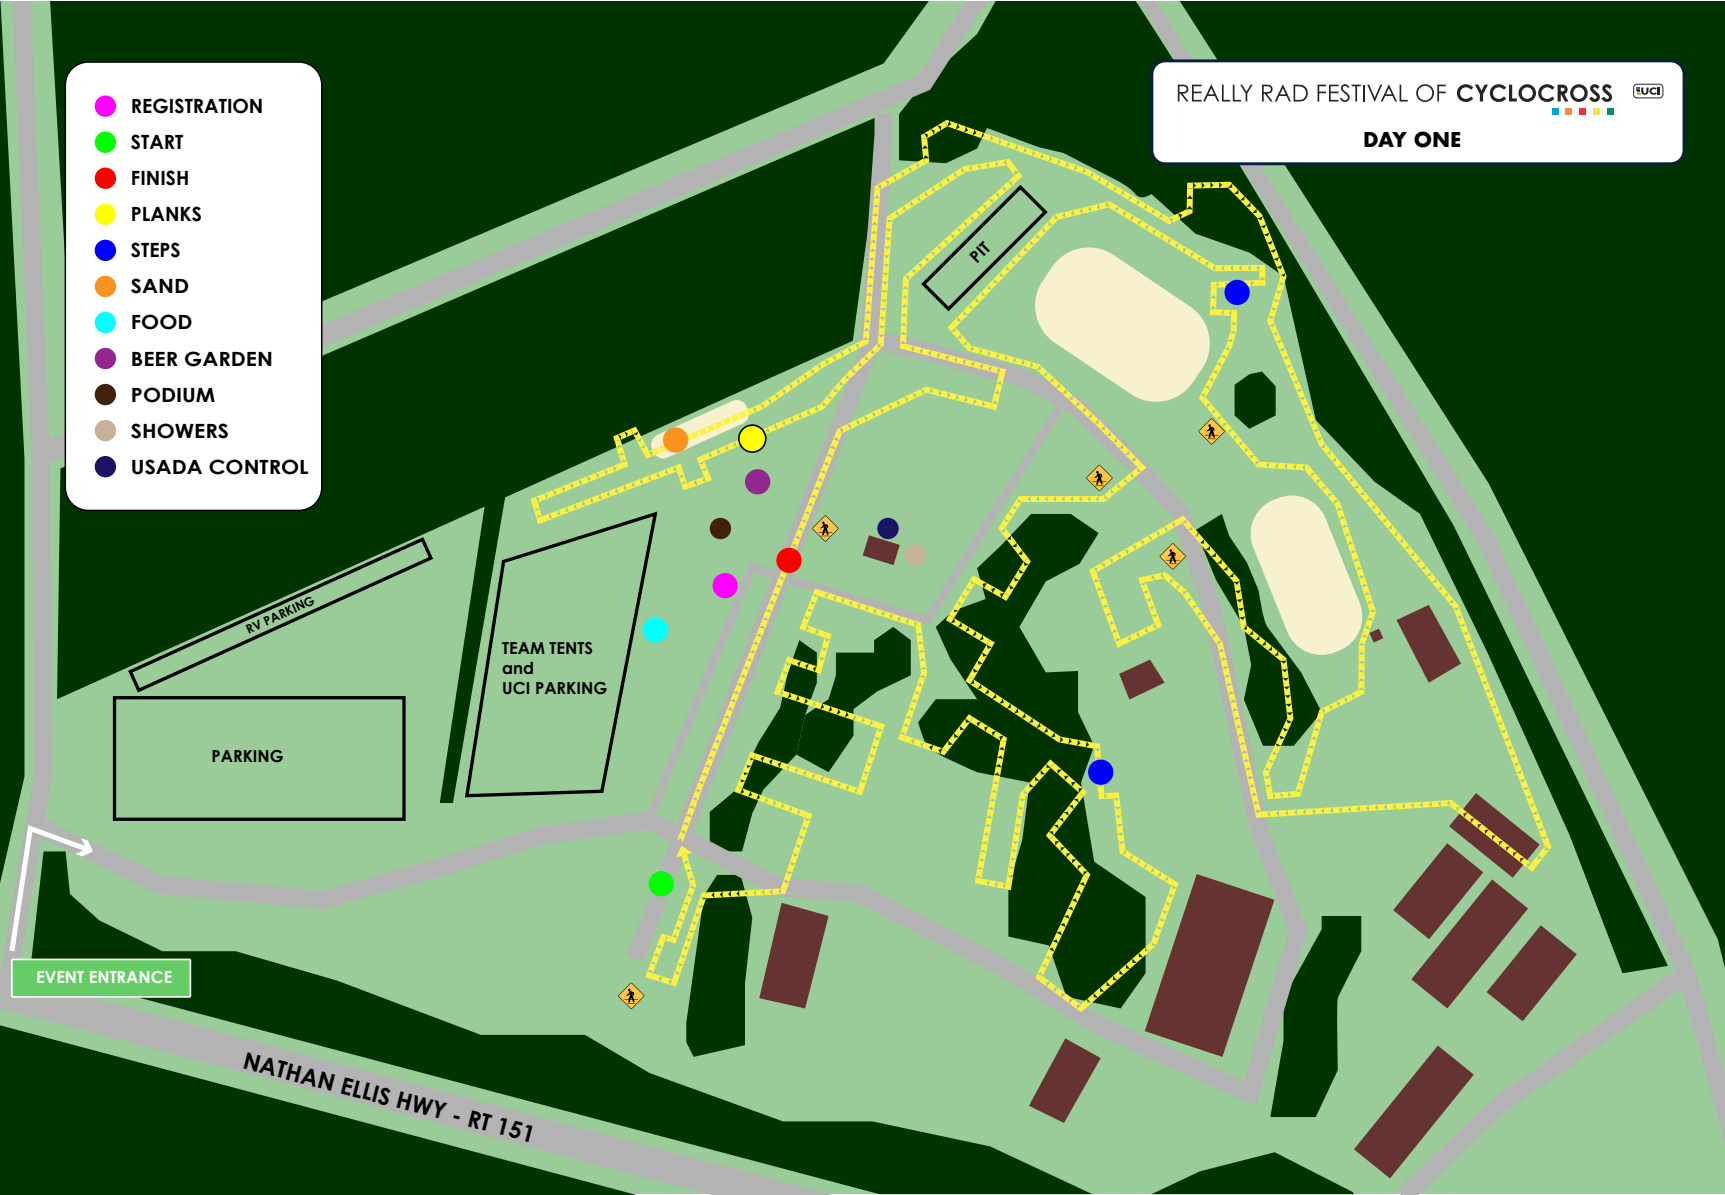 REALLY RAD FESTIVAL OF CYCLOCROSS UCI
DAY ONE
REGISTRATION
START
FINISH
PLANKS
STEPS
SAND
FOOD
BEER GARDEN
PODIUM
SHOWERS
USADA CONTROL
PIT
RV PARKING
TEAM TENTS
and
UCI PARKING
PARKING
EVENT ENTRANCE
NATHAN ELLIS HWY - RT 151